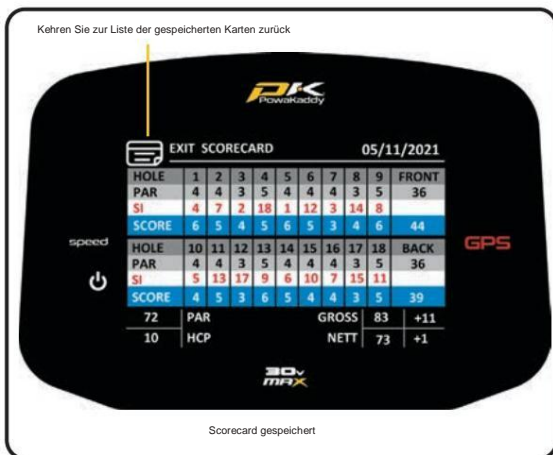 Kehren Sie zur Liste der gespeicherten Karten zurück
PK
PowaKaddy
EXIT SCORECARD 05/11/2021
HOLE 1 2 3 4 5 6 7 8 9 FRONT
PAR 4 4 3 5 4 4 4 3 5 36
SI 4 7 2 18 1 12 3 14 8
SCORE 6 5 4 5 6 5 3 4 6 44
speed
GPS
HOLE 10 11 12 13 14 15 16 17 18 BACK
PAR 4 4 3 5 4 4 4 3 5 36
SI 5 13 17 9 6 10 7 15 11
SCORE 4 5 3 6 5 4 4 3 5 39
72 PAR GROSS 83 +11
10 HCP NETT 73 +1
30v
MAX
Scorecard gespeichert